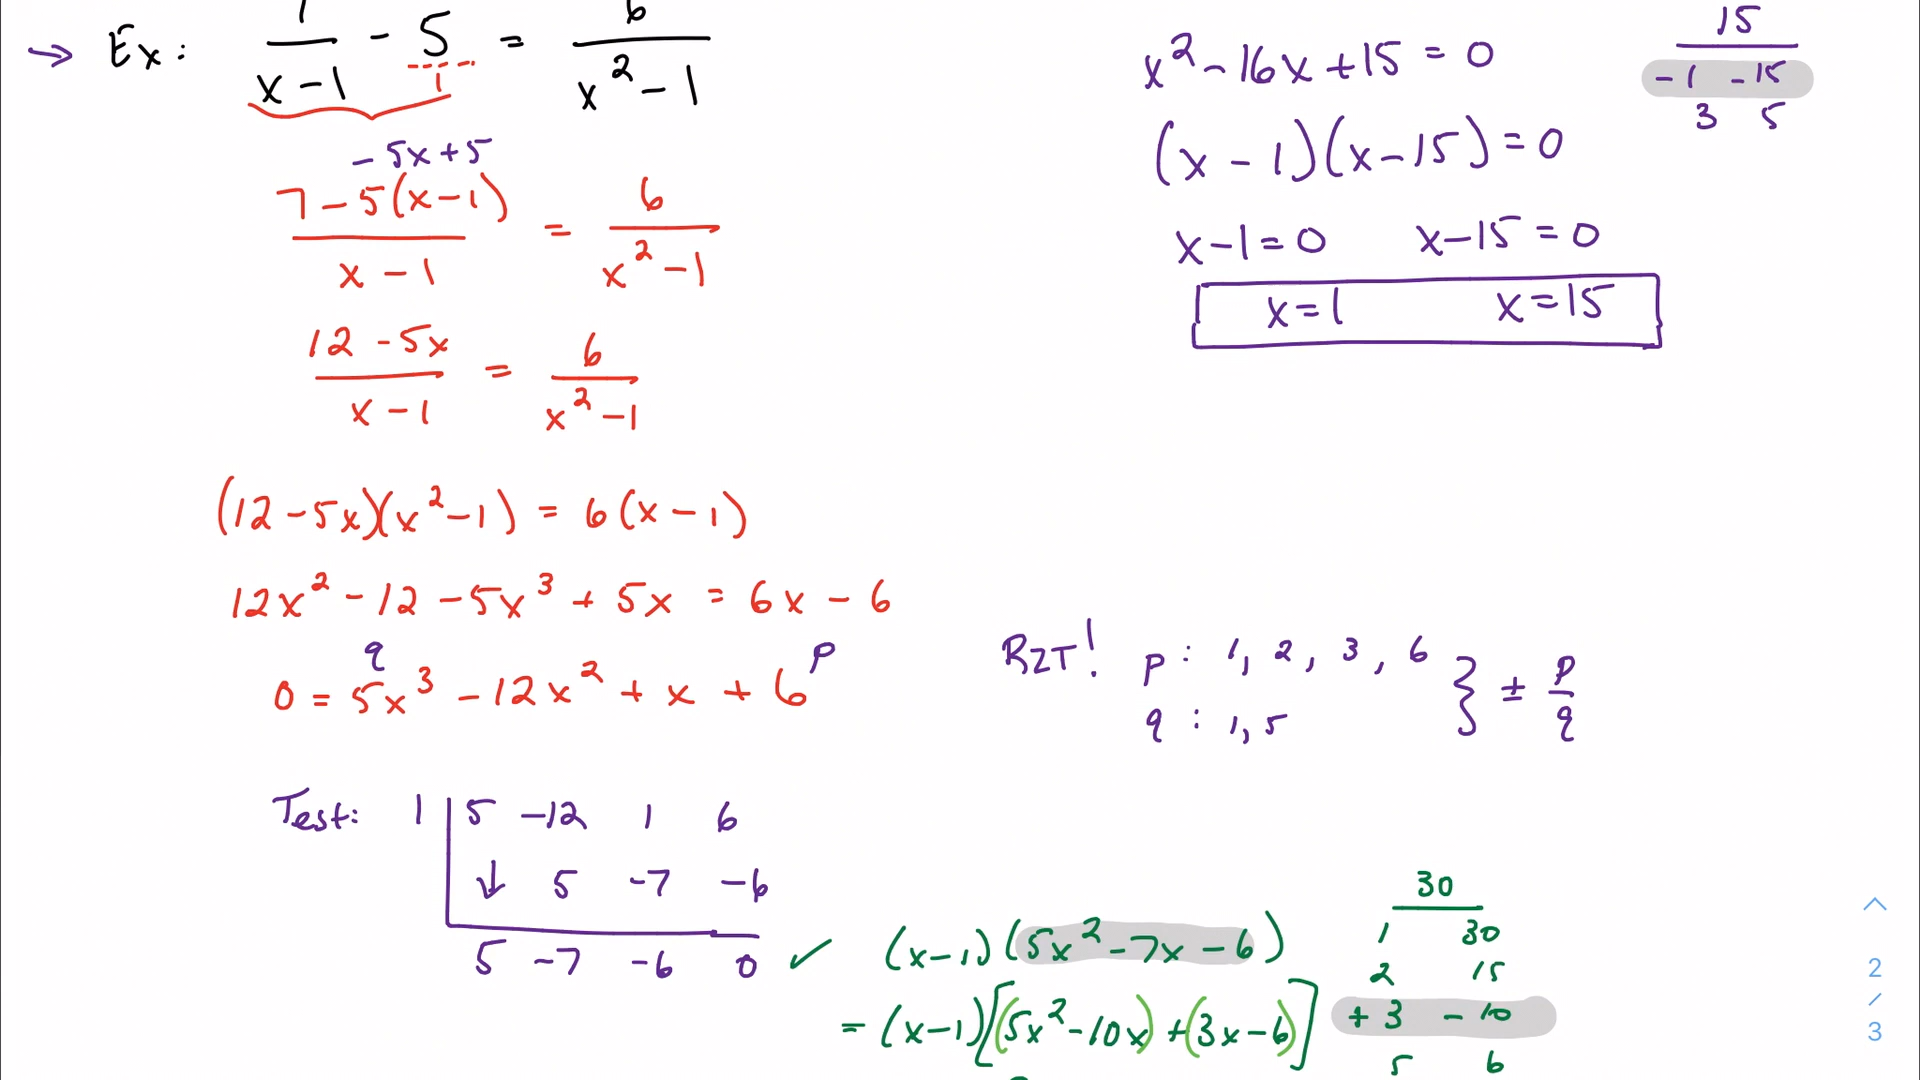 → Ex: 7/(x-1) - 5/1 = 6/(x²-1)
-5x+5
(7-5(x-1))/(x-1) = 6/(x²-1)
(12-5x)/(x-1) = 6/(x²-1)
(12-5x)(x²-1) = 6(x-1)
12x² - 12 - 5x³ + 5x = 6x - 6
q p
0 = 5x³ - 12x² + x + 6
Test: 1 | 5 -12 1 6
↓ 5 -7 -6
5 -7 -6 0 ✓
x² - 16x + 15 = 0
(x - 1)(x - 15) = 0
x-1=0 x-15=0
x=1 x=15
15
-1 -15
3 5
RZT! p: 1, 2, 3, 6
q: 1, 5
} ± p/q
(x-1)(5x²-7x-6)
= (x-1)[(5x²-10x)+(3x-6)]
30
1 30
2 15
+3 -10
5 6
2
/
3